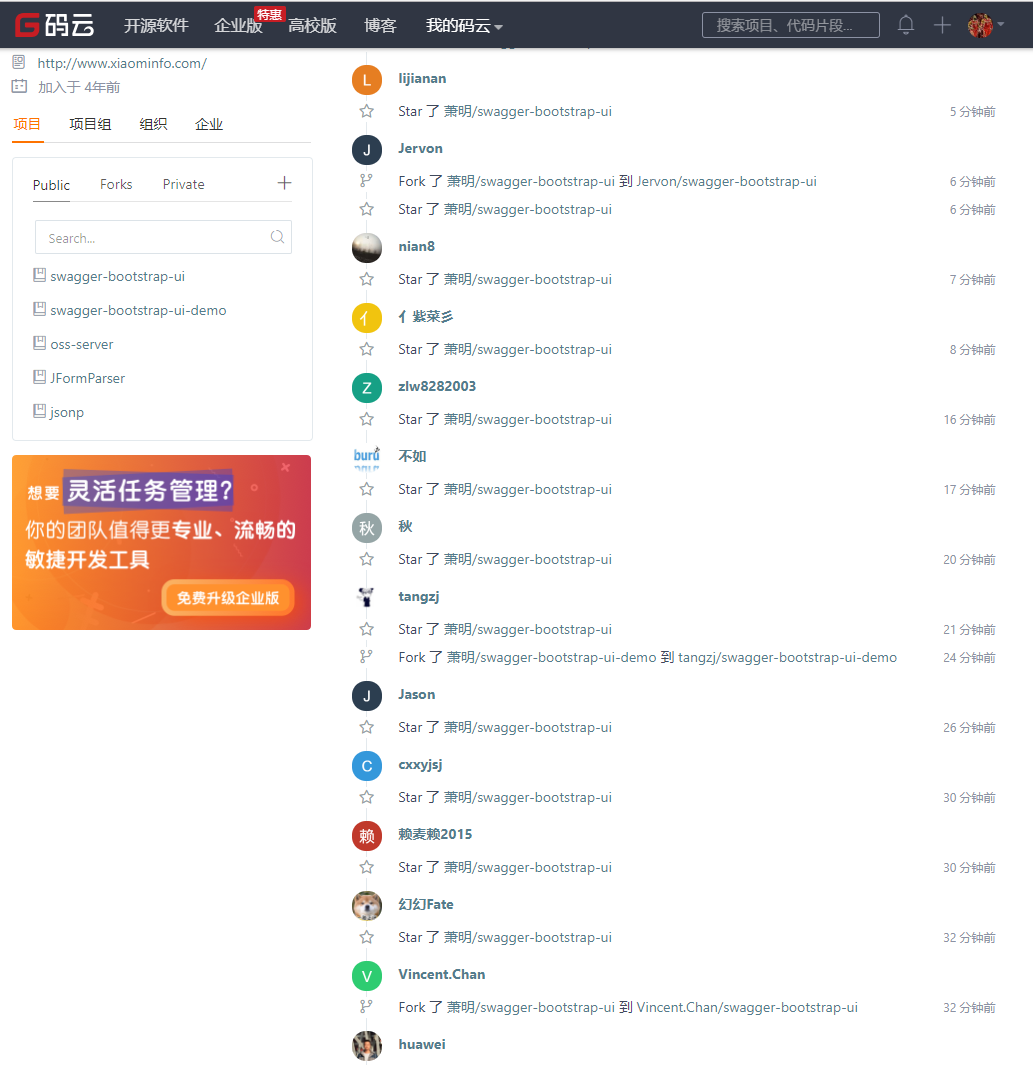 码云
开源软件
企业版
特惠
高校版
博客
我的码云
搜索项目、代码片段...
http://www.xiaominfo.com/
加入于 4年前
项目
项目组
组织
企业
Public
Forks
Private
Search...
swagger-bootstrap-ui
swagger-bootstrap-ui-demo
oss-server
JFormParser
jsonp
想要 灵活任务管理?
你的团队值得更专业、流畅的
敏捷开发工具
免费升级企业版
L lijianan
Star 了 萧明/swagger-bootstrap-ui 5 分钟前
J Jervon
Fork 了 萧明/swagger-bootstrap-ui 到 Jervon/swagger-bootstrap-ui 6 分钟前
Star 了 萧明/swagger-bootstrap-ui 6 分钟前
nian8
Star 了 萧明/swagger-bootstrap-ui 7 分钟前
亻 亻紫菜彡
Star 了 萧明/swagger-bootstrap-ui 8 分钟前
Z zlw8282003
Star 了 萧明/swagger-bootstrap-ui 16 分钟前
buru 不如
Star 了 萧明/swagger-bootstrap-ui 17 分钟前
秋 秋
Star 了 萧明/swagger-bootstrap-ui 20 分钟前
tangzj
Star 了 萧明/swagger-bootstrap-ui 21 分钟前
Fork 了 萧明/swagger-bootstrap-ui-demo 到 tangzj/swagger-bootstrap-ui-demo 24 分钟前
J Jason
Star 了 萧明/swagger-bootstrap-ui 26 分钟前
C cxxyjsj
Star 了 萧明/swagger-bootstrap-ui 30 分钟前
赖 赖麦赖2015
Star 了 萧明/swagger-bootstrap-ui 30 分钟前
幻幻Fate
Star 了 萧明/swagger-bootstrap-ui 32 分钟前
V Vincent.Chan
Fork 了 萧明/swagger-bootstrap-ui 到 Vincent.Chan/swagger-bootstrap-ui 32 分钟前
huawei